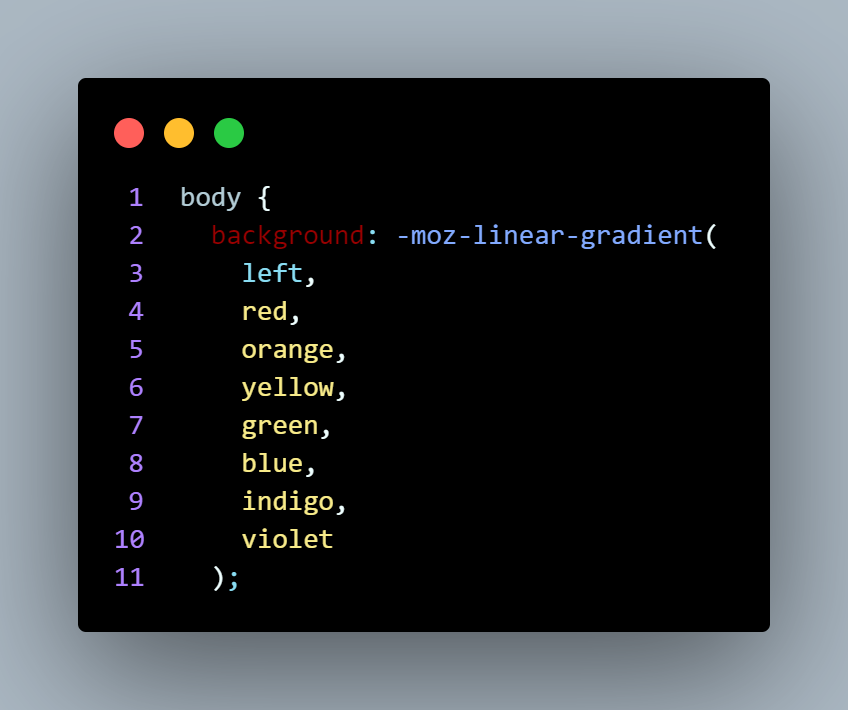 1 body {
2   background: -moz-linear-gradient(
3     left,
4     red,
5     orange,
6     yellow,
7     green,
8     blue,
9     indigo,
10     violet
11   );